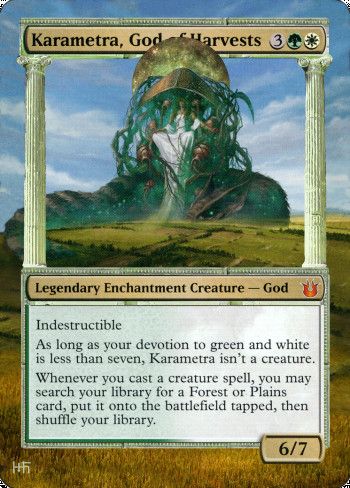 Karametra, God of Harvests 3
Legendary Enchantment Creature — God
Indestructible
As long as your devotion to green and white
is less than seven, Karametra isn't a creature.
Whenever you cast a creature spell, you may
search your library for a Forest or Plains
card, put it onto the battlefield tapped, then
shuffle your library.
6/7